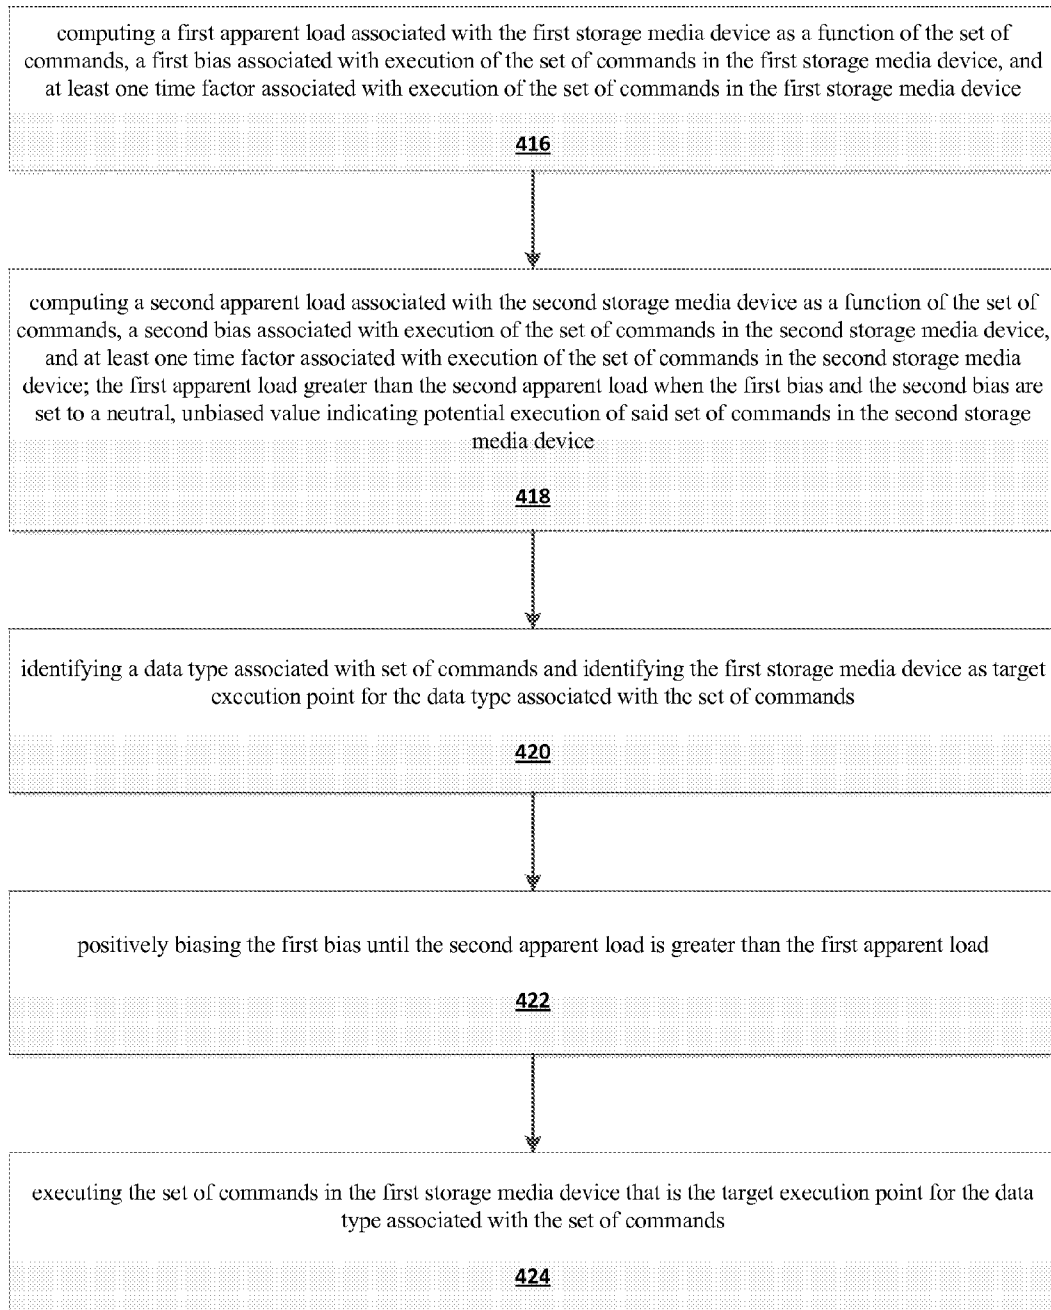 computing a first apparent load associated with the first storage media device as a function of the set of
commands, a first bias associated with execution of the set of commands in the first storage media device, and
at least one time factor associated with execution of the set of commands in the first storage media device
416
computing a second apparent load associated with the second storage media device as a function of the set of
commands, a second bias associated with execution of the set of commands in the second storage media device,
and at least one time factor associated with execution of the set of commands in the second storage media
device; the first apparent load greater than the second apparent load when the first bias and the second bias are
set to a neutral, unbiased value indicating potential execution of said set of commands in the second storage
media device
418
identifying a data type associated with set of commands and identifying the first storage media device as target
execution point for the data type associated with the set of commands
420
positively biasing the first bias until the second apparent load is greater than the first apparent load
422
executing the set of commands in the first storage media device that is the target execution point for the data
type associated with the set of commands
424